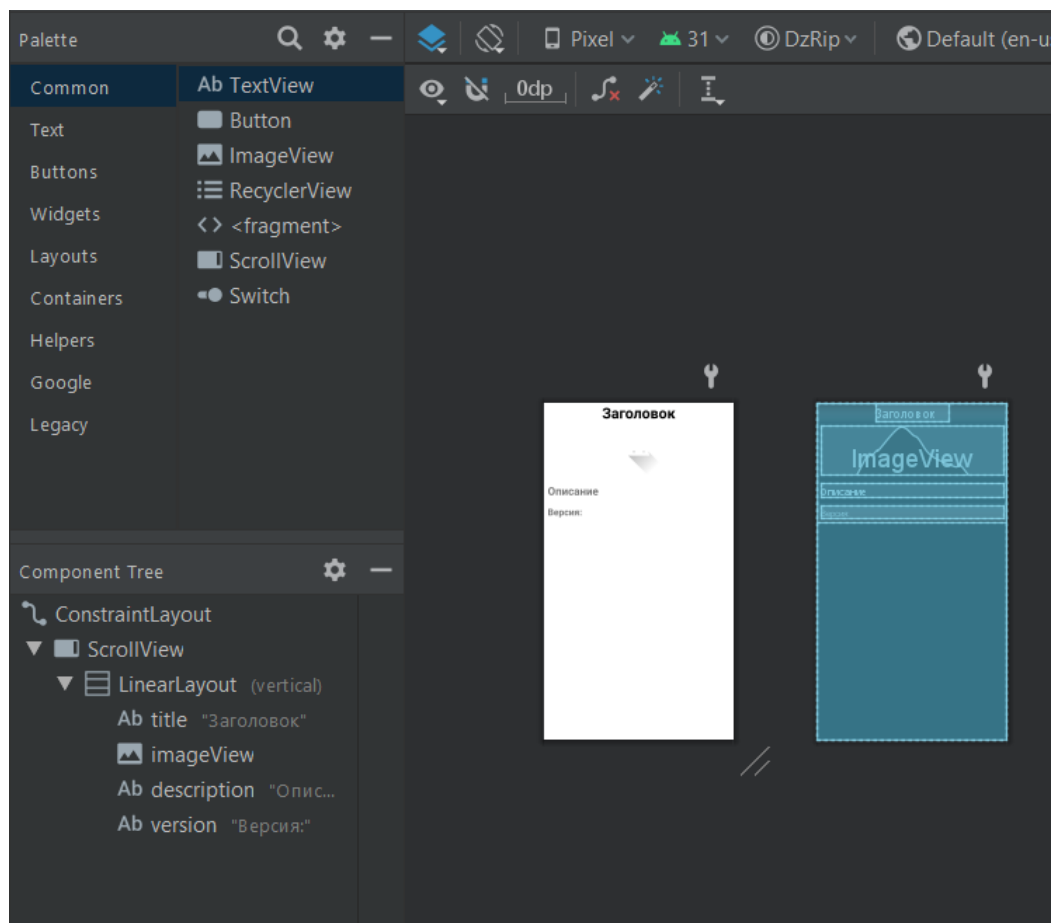 Palette
Pixel
31
DzRip
Default (en-u
Common
Text
Buttons
Widgets
Layouts
Containers
Helpers
Google
Legacy
Ab TextView
Button
ImageView
RecyclerView
<> <fragment>
ScrollView
Switch
0dp
Заголовок
Описание
Версия:
Заголовок
ImageView
Описание
Версия:
Component Tree
ConstraintLayout
ScrollView
LinearLayout (vertical)
Ab title "Заголовок"
imageView
Ab description "Опис...
Ab version "Версия:"